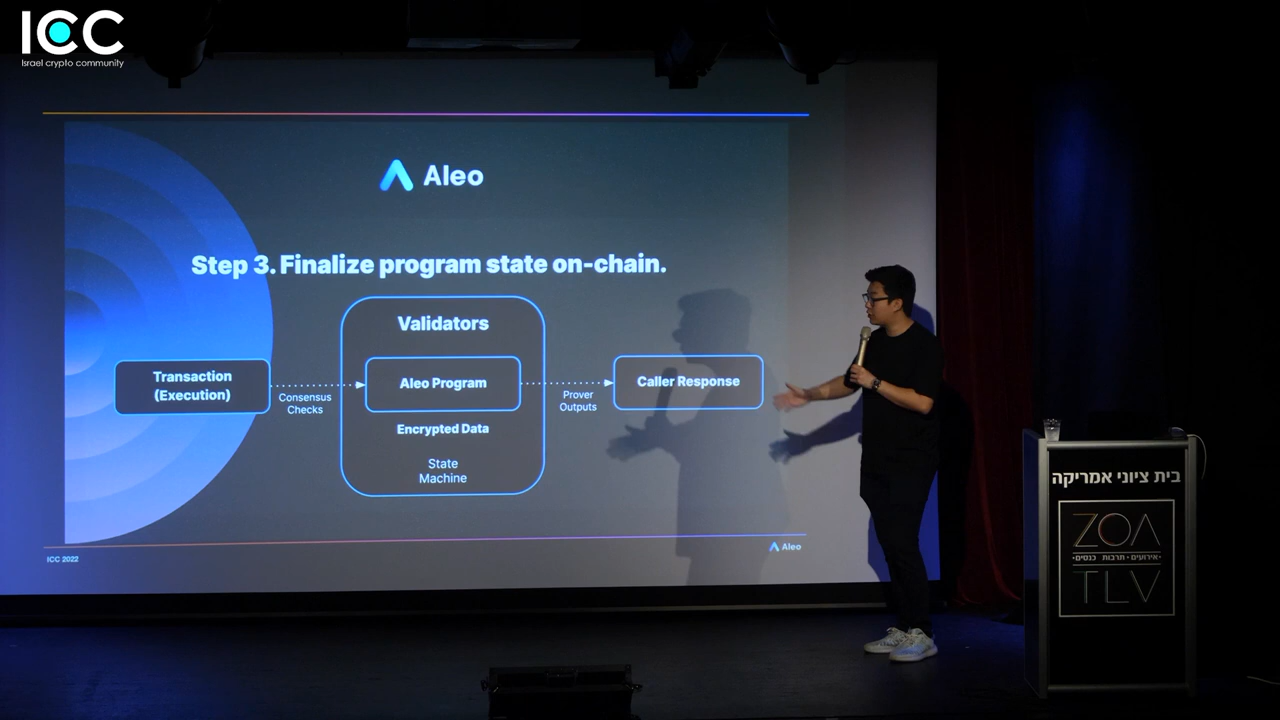 ICC
Israel crypto community
Aleo
Step 3. Finalize program state on-chain.
Validators
Transaction
(Execution)
Consensus
Checks
Aleo Program
Encrypted Data
State
Machine
Prover
Outputs
Caller Response
ICC 2022
Aleo
בית ציוני אמריקה
ZOA
•אירועים • תרבות כנסים•
TLV